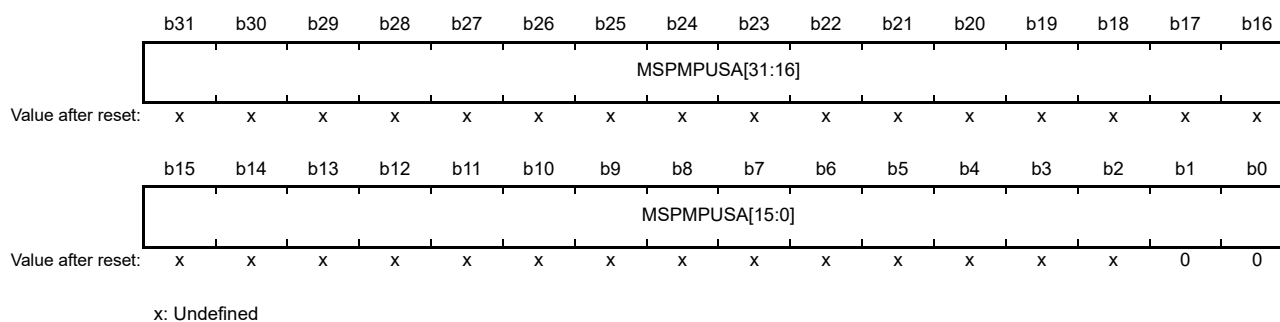 b31 b30 b29 b28 b27 b26 b25 b24 b23 b22 b21 b20 b19 b18 b17 b16
MSPMPUSA[31:16]
Value after reset: x x x x x x x x x x x x x x x x
b15 b14 b13 b12 b11 b10 b9 b8 b7 b6 b5 b4 b3 b2 b1 b0
MSPMPUSA[15:0]
Value after reset: x x x x x x x x x x x x x x 0 0
x: Undefined